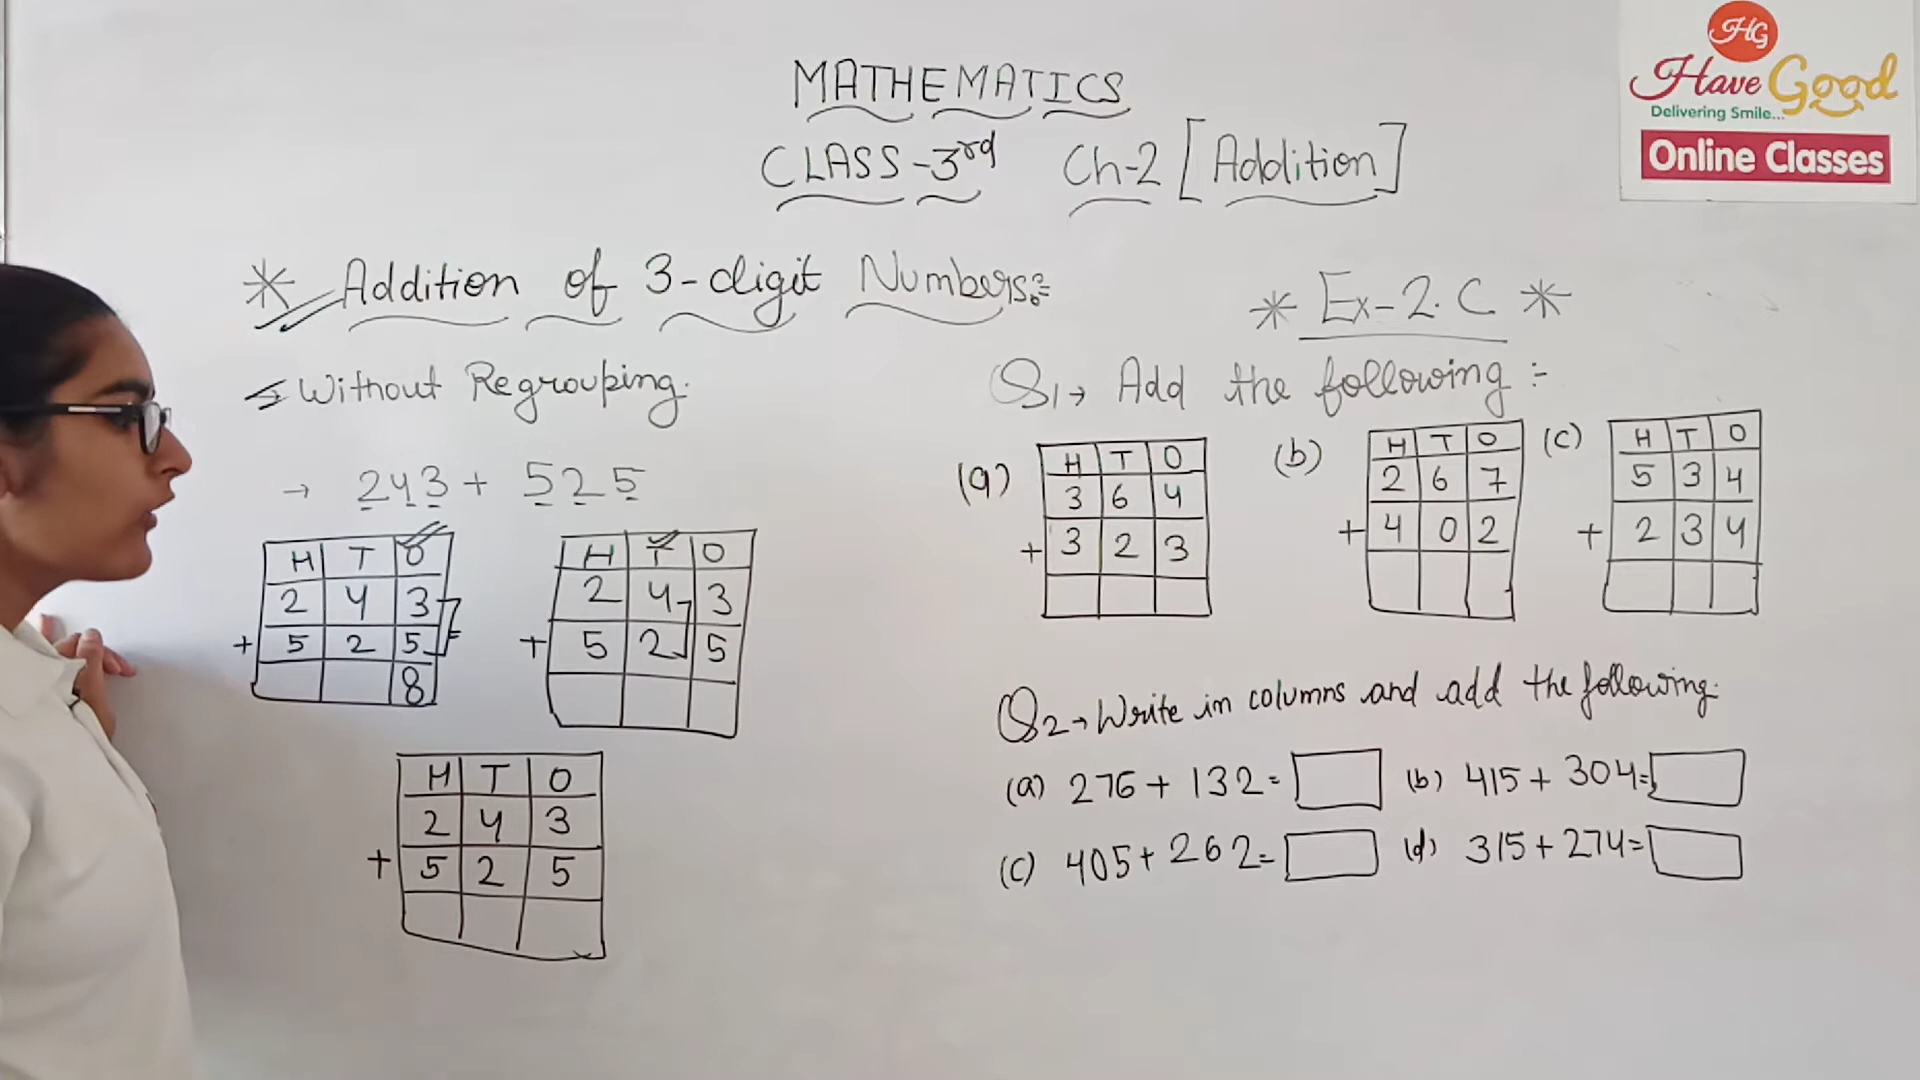 MATHEMATICS
CLASS-3rd Ch-2 [Addition]
HG
Have Good
Delivering Smile...
Online Classes
* Addition of 3-digit Numbers:-
Without Regrouping.
→ 243 + 525
H T O
2 4 3
+ 5 2 5
8
H T O
2 4 3
+ 5 2 5
H T O
2 4 3
+ 5 2 5
* Ex-2.C *
Q1→ Add the following :-
(a)
H T O
3 6 4
+ 3 2 3
(b)
H T O
2 6 7
+ 4 0 2
(c)
H T O
5 3 4
+ 2 3 4
Q2→ Write in columns and add the following.
(a) 276 + 132 = (b) 415 + 304 =
(c) 405 + 262 = (d) 315 + 274 =